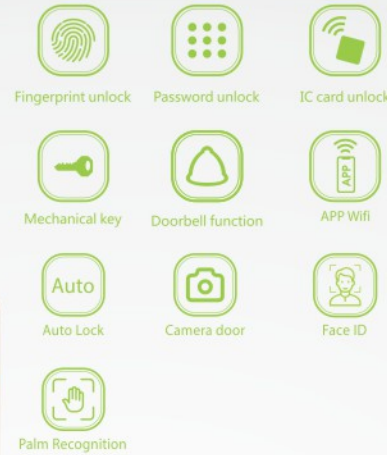 Fingerprint unlock
Password unlock
IC card unlock
Mechanical key
Doorbell function
APP
APP Wifi
Auto
Auto Lock
Camera door
Face ID
Palm Recognition